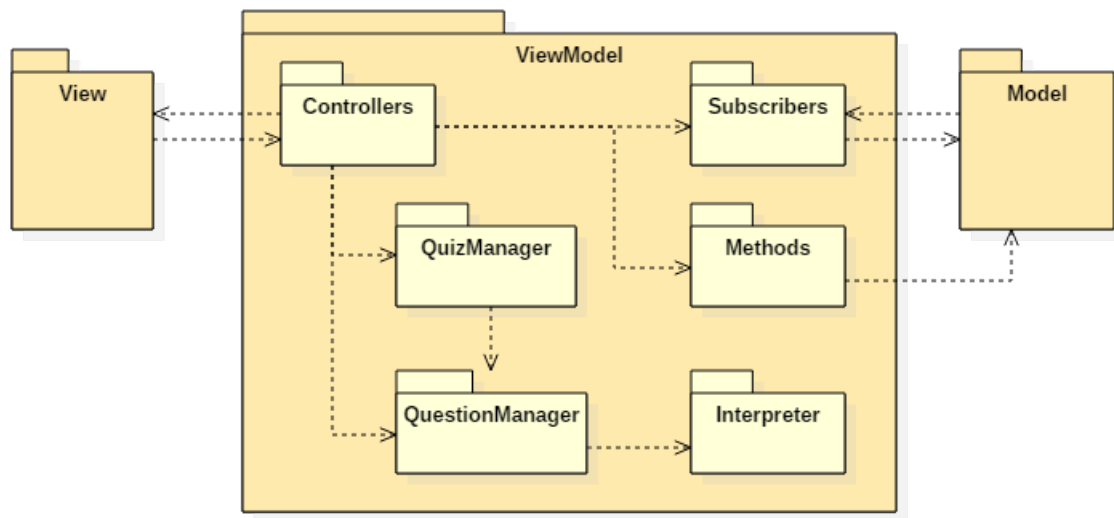 ViewModel
View
Controllers
Subscribers
Model
QuizManager
Methods
QuestionManager
Interpreter